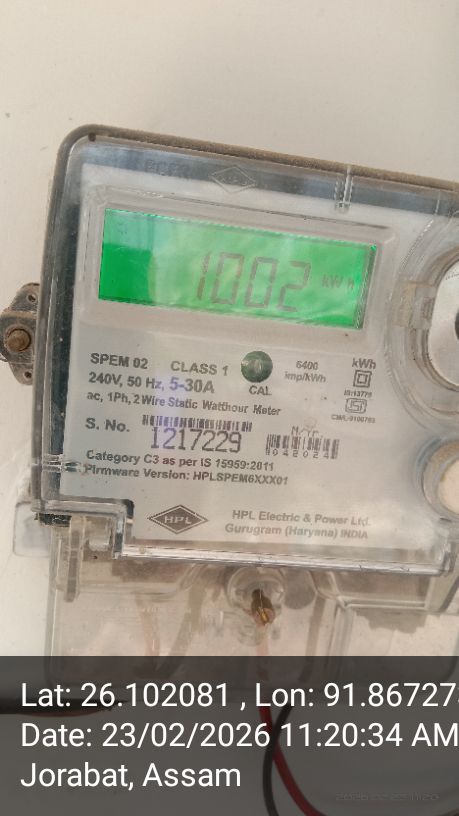 HPL
1002 kWh
SPEM 02 CLASS 1 6400 imp/kWh kWh
240V, 50 Hz, 5-30A CAL
IS:13779
ac, 1Ph, 2 Wire Static Watthour Meter
S. No. 1217229
Category C3 as per IS 15959:2011
Firmware Version: HPLSPEM6XXX01
HPL
HPL Electric & Power Ltd.
Gurugram (Haryana) INDIA
Lat: 26.102081 , Lon: 91.86727
Date: 23/02/2026 11:20:34 AM
Jorabat, Assam